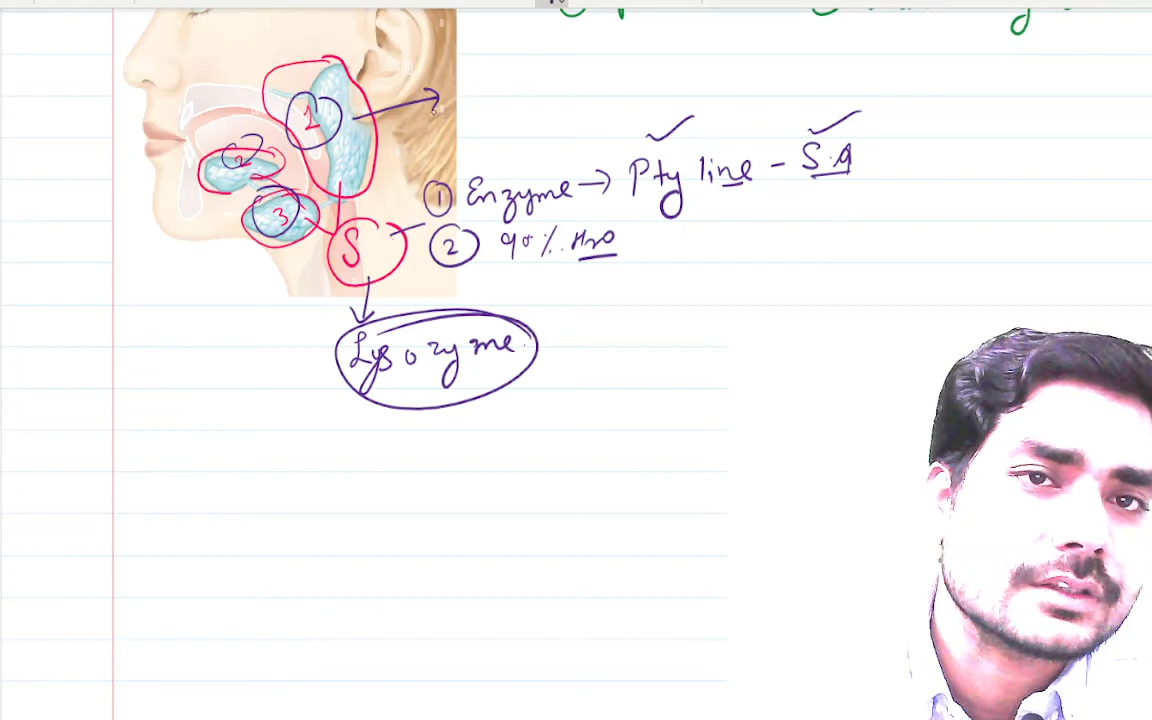 1
2
3
S
① Enzyme → Ptyline - S.A
② 90%. H2O
Lysozyme